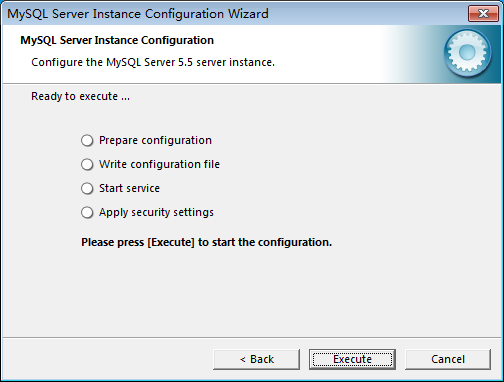 MySQL Server Instance Configuration Wizard
MySQL Server Instance Configuration
Configure the MySQL Server 5.5 server instance.
Ready to execute ...
Prepare configuration
Write configuration file
Start service
Apply security settings
Please press [Execute] to start the configuration.
< Back
Execute
Cancel